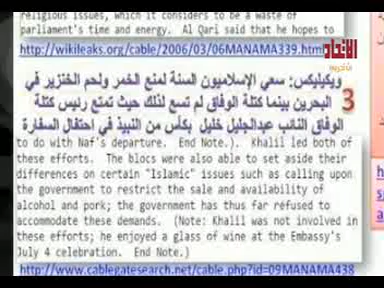 religious issues, which it considers to be a waste of
parliament's time and energy. Al Qari said that he hopes to
http://wikileaks.org/cable/2006/03/06MANAMA339.html
الاتحاد
ويكيليكس: سعي الإسلاميون السنة لمنع الخمر ولحم الخنزير في
البحرين بينما كتلة الوفاق لم تسع لذلك حيث تمتع رئيس كتلة
3
الوفاق النائب عبدالجليل خليل بكأس من النبيذ في احتفال السفارة
to do with Naf's departure. End Note.). Khalil led both of
these efforts. The blocs were also able to set aside their
differences on certain "Islamic" issues such as calling upon
the government to restrict the sale and availability of
alcohol and pork; the government has thus far refused to
accommodate these demands. (Note: Khalil was not involved in
these efforts; he enjoyed a glass of wine at the Embassy's
July 4 celebration. End Note.)
http://www.cablegatesearch.net/cable.php?id=09MANAMA438